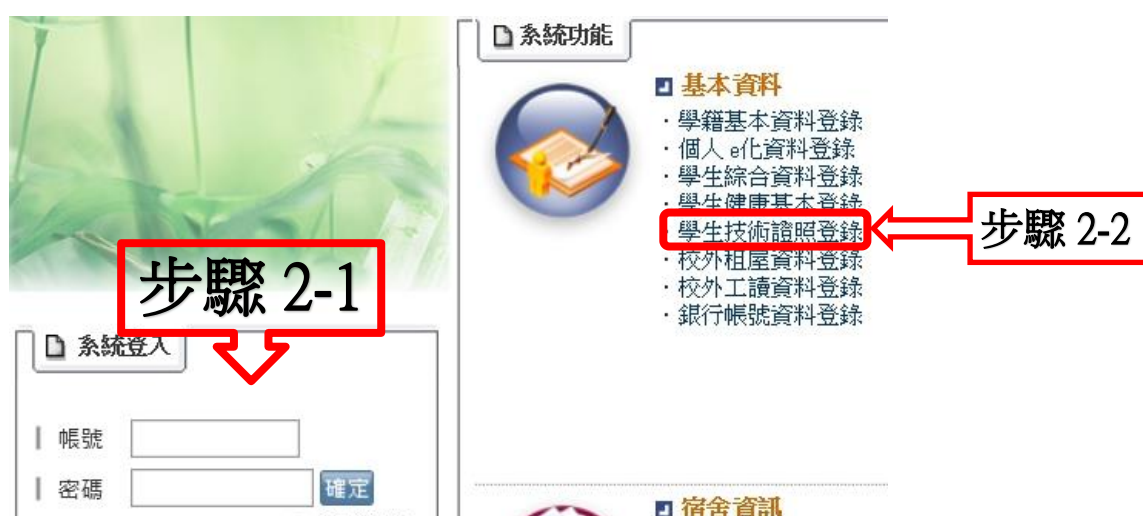 系統功能
基本資料
·學籍基本資料登錄
·個人 e化資料登錄
·學生綜合資料登錄
·學生健康基本登錄
·學生技術證照登錄
步驟 2-2
·校外租屋資料登錄
·校外工讀資料登錄
·銀行帳號資料登錄
步驟 2-1
系統登入
帳號
密碼
確定
宿舍資訊